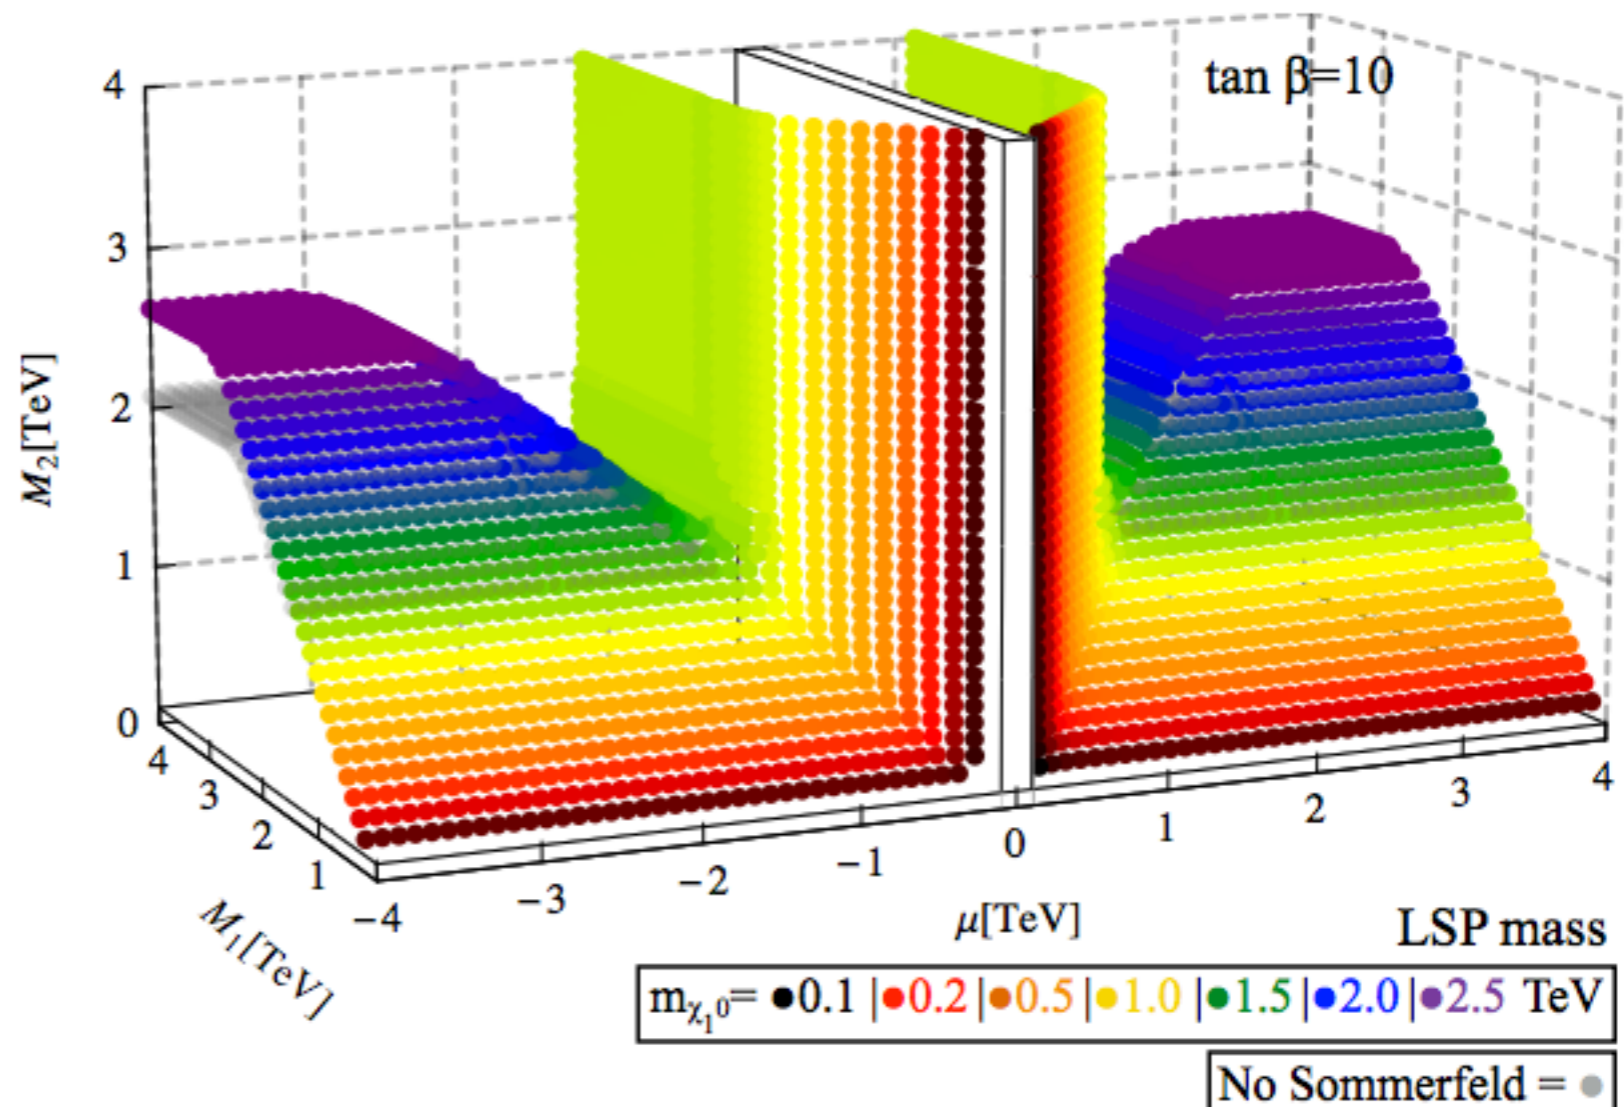 tan β=10
4
3
2
1
0
M₂[TeV]
4
3
2
1
M₁[TeV]
−4
−3
−2
−1
0
1
2
3
4
μ[TeV]
LSP mass
mχ₁⁰= ●0.1 |●0.2|●0.5|●1.0 |●1.5|●2.0|●2.5 TeV
No Sommerfeld = ●